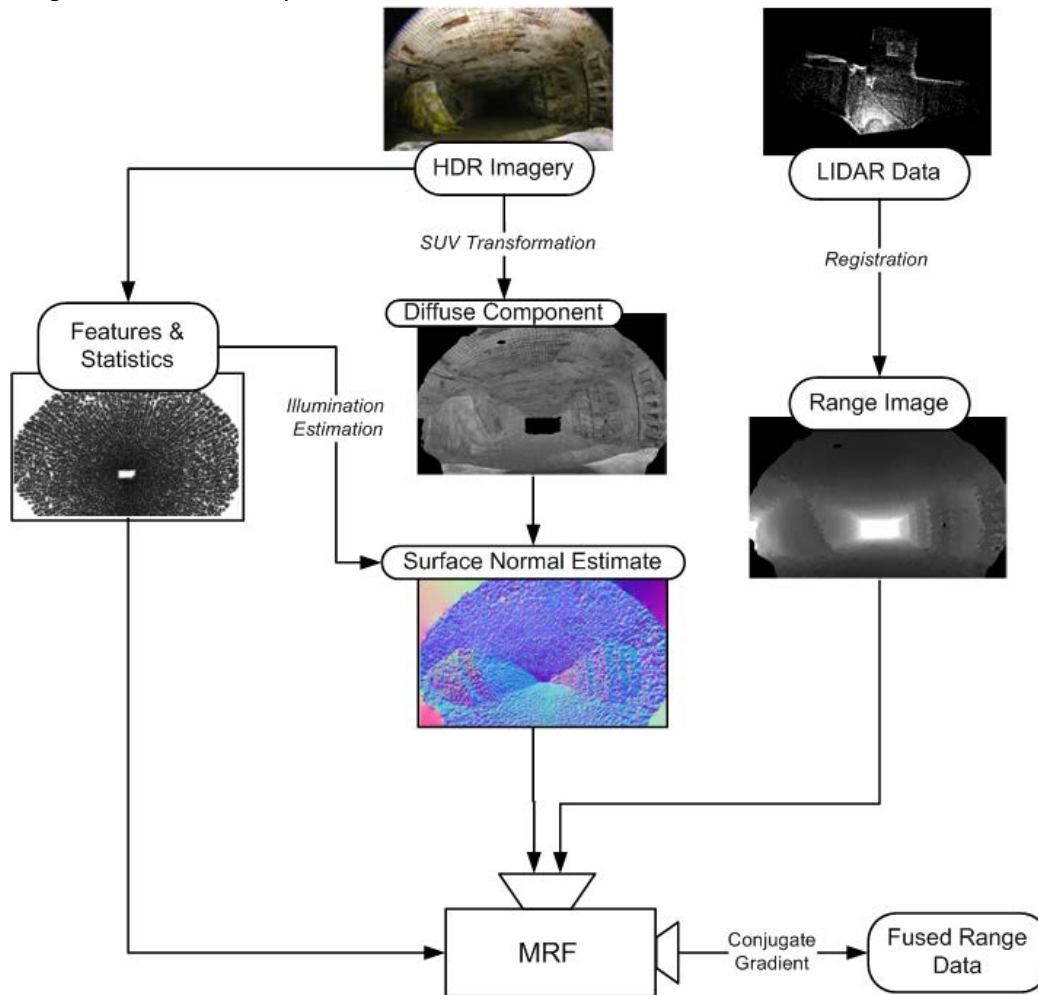 HDR Imagery
LIDAR Data
SUV Transformation
Registration
Features &
Statistics
Diffuse Component
Illumination
Estimation
Range Image
Surface Normal Estimate
MRF
Conjugate
Gradient
Fused Range
Data